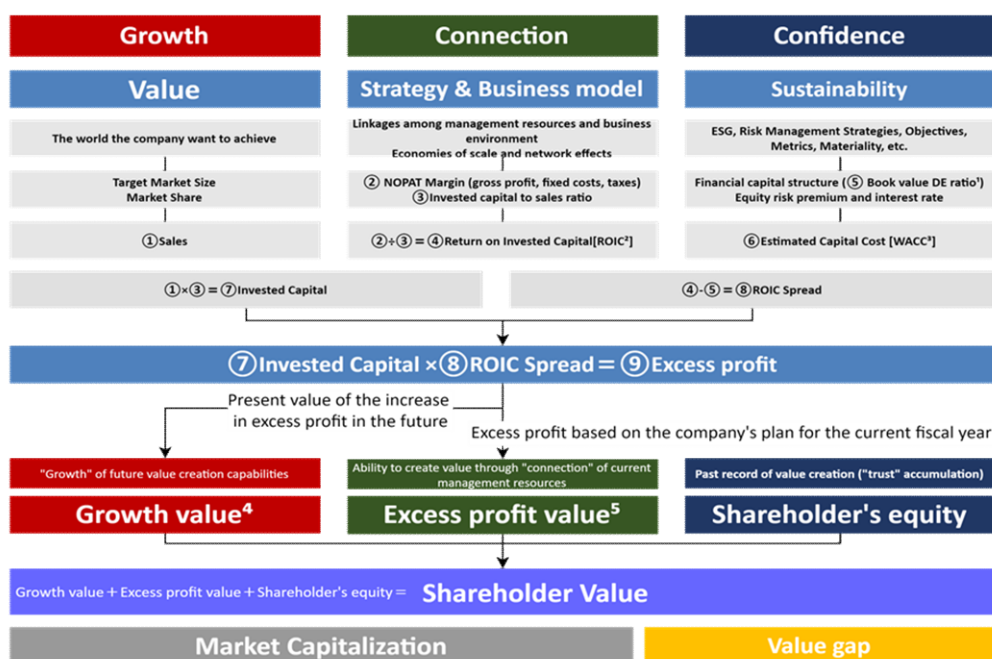 Growth
Connection
Confidence
Value
Strategy & Business model
Sustainability
The world the company want to achieve
Linkages among management resources and business
environment
Economies of scale and network effects
ESG, Risk Management Strategies, Objectives,
Metrics, Materiality, etc.
Target Market Size
Market Share
② NOPAT Margin (gross profit, fixed costs, taxes)
③Invested capital to sales ratio
Financial capital structure (⑤ Book value DE ratio¹)
Equity risk premium and interest rate
①Sales
②÷③ = ④Return on Invested Capital[ROIC²]
⑥Estimated Capital Cost [WACC³]
①×③ = ⑦Invested Capital
④-⑤ = ⑧ROIC Spread
⑦Invested Capital ×⑧ROIC Spread = ⑨Excess profit
Present value of the increase
in excess profit in the future
Excess profit based on the company's plan for the current fiscal year
"Growth" of future value creation capabilities
Ability to create value through "connection" of current
management resources
Past record of value creation ("trust" accumulation)
Growth value⁴
Excess profit value⁵
Shareholder's equity
Growth value+Excess profit value+Shareholder's equity= Shareholder Value
Market Capitalization
Value gap